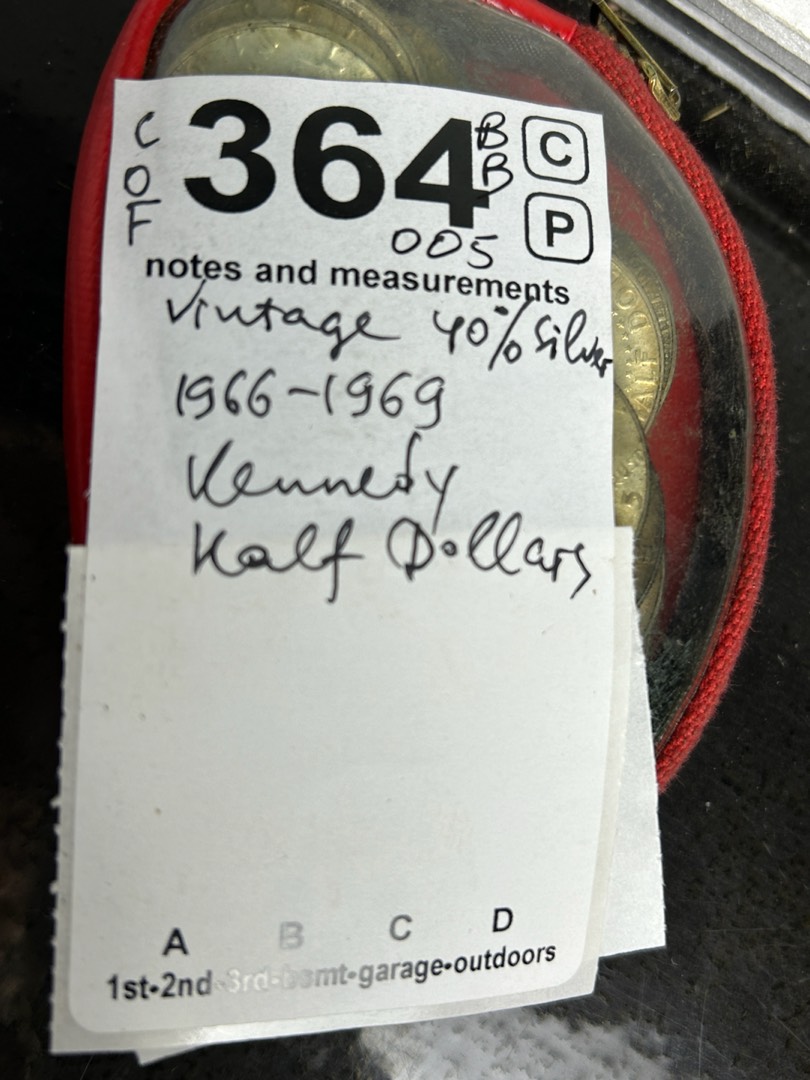 C O F
364
B B
C
P
005
notes and measurements
Vintage 40% Silver
1966-1969
Kennedy
Half Dollars
A B C D
1st•2nd•3rd•bsmt•garage•outdoors
HALF